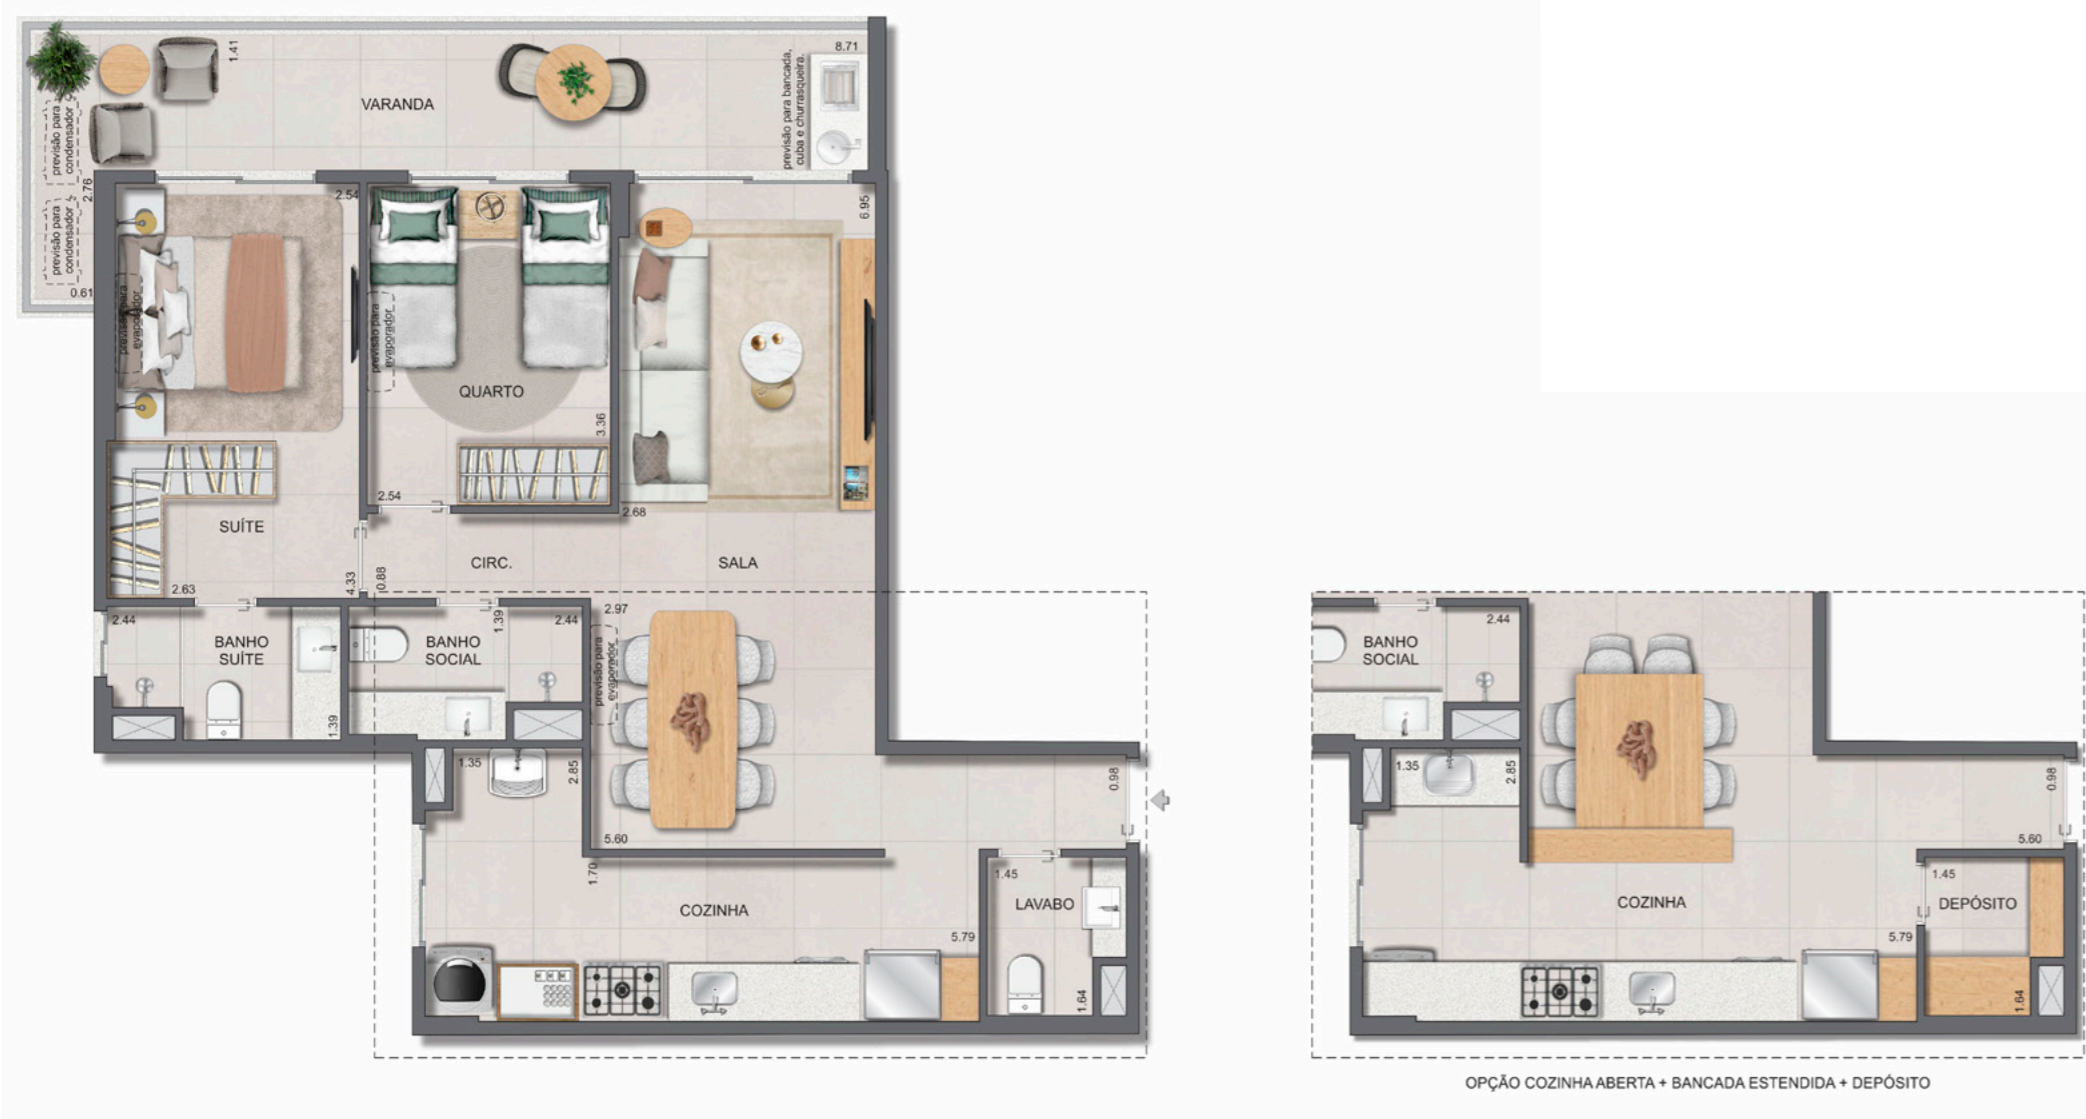 1.41
8.71
VARANDA
previsão para bancada,
cuba e churrasqueira.
previsão para
condensador
previsão para
condensador
2.76
0.61
2.54
6.95
previsão para
evaporador
previsão para
evaporador
QUARTO
3.36
2.54
2.68
SUÍTE
CIRC.
SALA
2.63
4.33
0.88
2.44
BANHO
SUÍTE
1.39
BANHO
SOCIAL
1.39
2.44
2.97
previsão para
evaporador
1.35
2.85
5.60
0.98
1.70
COZINHA
5.79
1.45
LAVABO
1.64
BANHO
SOCIAL
2.44
1.35
2.85
0.98
5.60
COZINHA
5.79
1.45
DEPÓSITO
1.64
OPÇÃO COZINHA ABERTA + BANCADA ESTENDIDA + DEPÓSITO